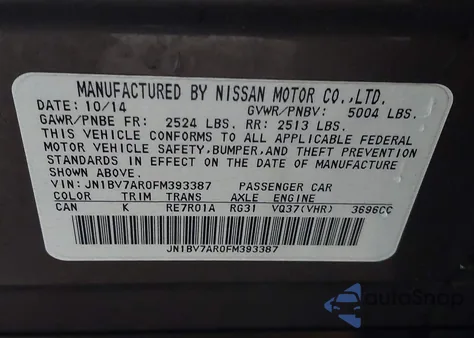 MANUFACTURED BY NISSAN MOTOR CO.,LTD.
DATE: 10/14 GVWR/PNBV: 5004 LBS.
GAWR/PNBE FR: 2524 LBS. RR: 2513 LBS.
THIS VEHICLE CONFORMS TO ALL APPLICABLE FEDERAL
MOTOR VEHICLE SAFETY, BUMPER, AND THEFT PREVENTION
STANDARDS IN EFFECT ON THE DATE OF MANUFACTURE
SHOWN ABOVE.
VIN: JN1BV7AR0FM393387 PASSENGER CAR
COLOR TRIM TRANS AXLE ENGINE
CAN K RE7R01A RG31 VQ37(VHR) 3696CC
JN1BV7AR0FM393387
AutoSnap